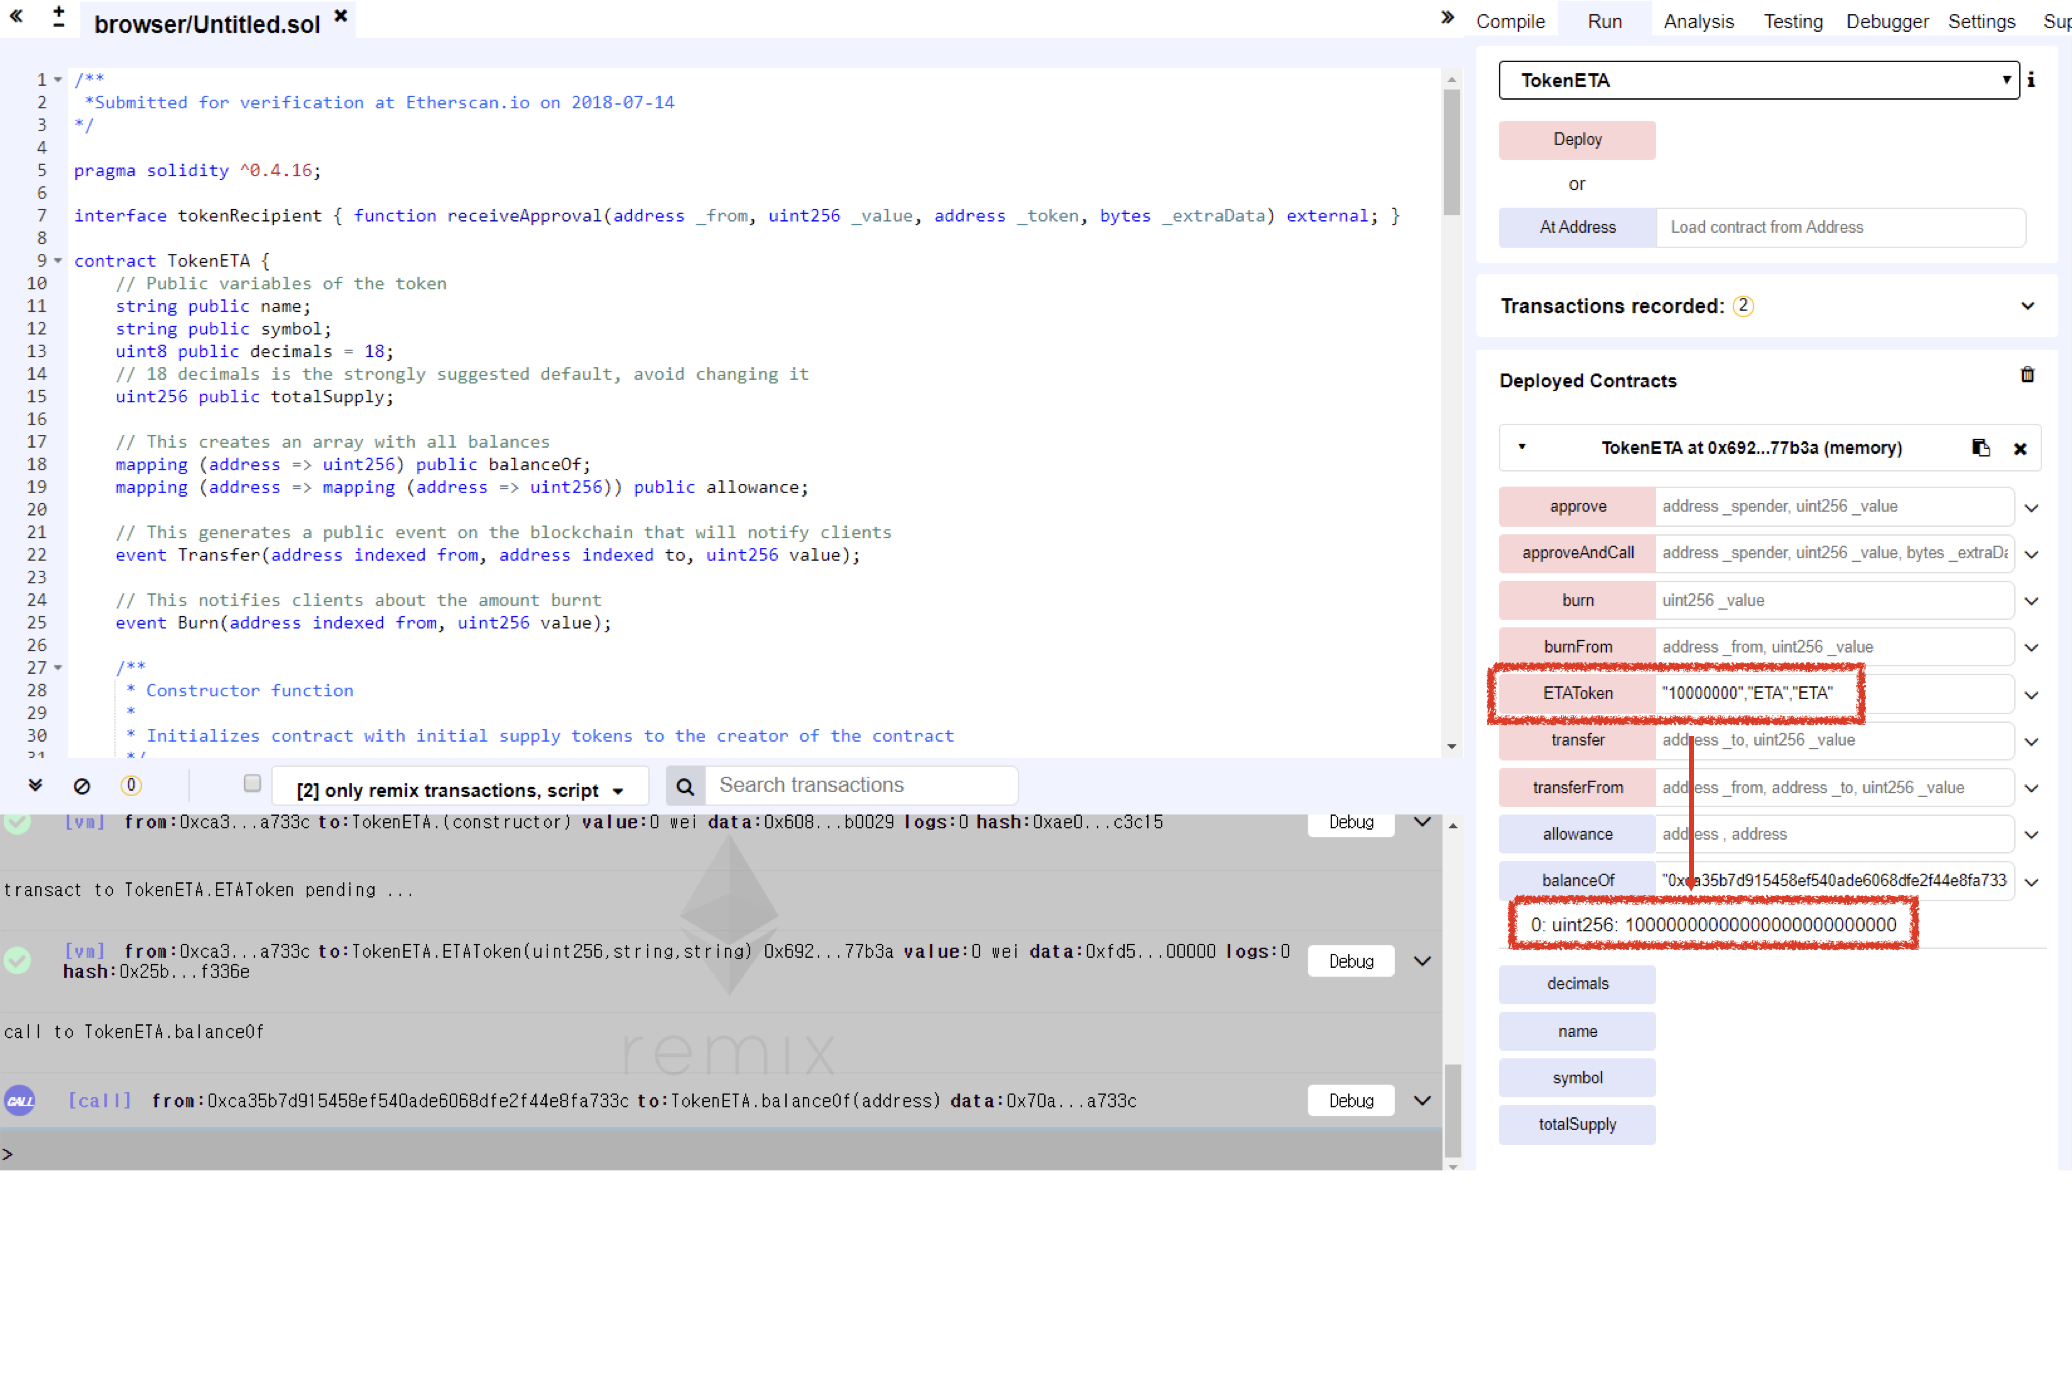 browser/Untitled.sol
1 /**
2 *Submitted for verification at Etherscan.io on 2018-07-14
3 */
4
5 pragma solidity ^0.4.16;
6
7 interface tokenRecipient { function receiveApproval(address _from, uint256 _value, address _token, bytes _extraData) external; }
8
9 contract TokenETA {
10 // Public variables of the token
11 string public name;
12 string public symbol;
13 uint8 public decimals = 18;
14 // 18 decimals is the strongly suggested default, avoid changing it
15 uint256 public totalSupply;
16
17 // This creates an array with all balances
18 mapping (address => uint256) public balanceOf;
19 mapping (address => mapping (address => uint256)) public allowance;
20
21 // This generates a public event on the blockchain that will notify clients
22 event Transfer(address indexed from, address indexed to, uint256 value);
23
24 // This notifies clients about the amount burnt
25 event Burn(address indexed from, uint256 value);
26
27 /**
28 * Constructor function
29 *
30 * Initializes contract with initial supply tokens to the creator of the contract
31 */
0
[2] only remix transactions, script
Search transactions
[vm] from:0xca3...a733c to:TokenETA.(constructor) value:0 wei data:0x608...b0029 logs:0 hash:0xae0...c3c15
Debug
transact to TokenETA.ETAToken pending ...
[vm] from:0xca3...a733c to:TokenETA.ETAToken(uint256,string,string) 0x692...77b3a value:0 wei data:0xfd5...00000 logs:0
hash:0x25b...f336e
Debug
call to TokenETA.balanceOf
remix
CALL [call] from:0xca35b7d915458ef540ade6068dfe2f44e8fa733c to:TokenETA.balanceOf(address) data:0x70a...a733c
Debug
>
Compile Run Analysis Testing Debugger Settings Sup
TokenETA
Deploy
or
At Address Load contract from Address
Transactions recorded: 2
Deployed Contracts
TokenETA at 0x692...77b3a (memory)
approve address _spender, uint256 _value
approveAndCall address _spender, uint256 _value, bytes _extraDa
burn uint256 _value
burnFrom address _from, uint256 _value
ETAToken "10000000","ETA","ETA"
transfer address _to, uint256 _value
transferFrom address _from, address _to, uint256 _value
allowance address , address
balanceOf "0xca35b7d915458ef540ade6068dfe2f44e8fa733
0: uint256: 10000000000000000000000000
decimals
name
symbol
totalSupply